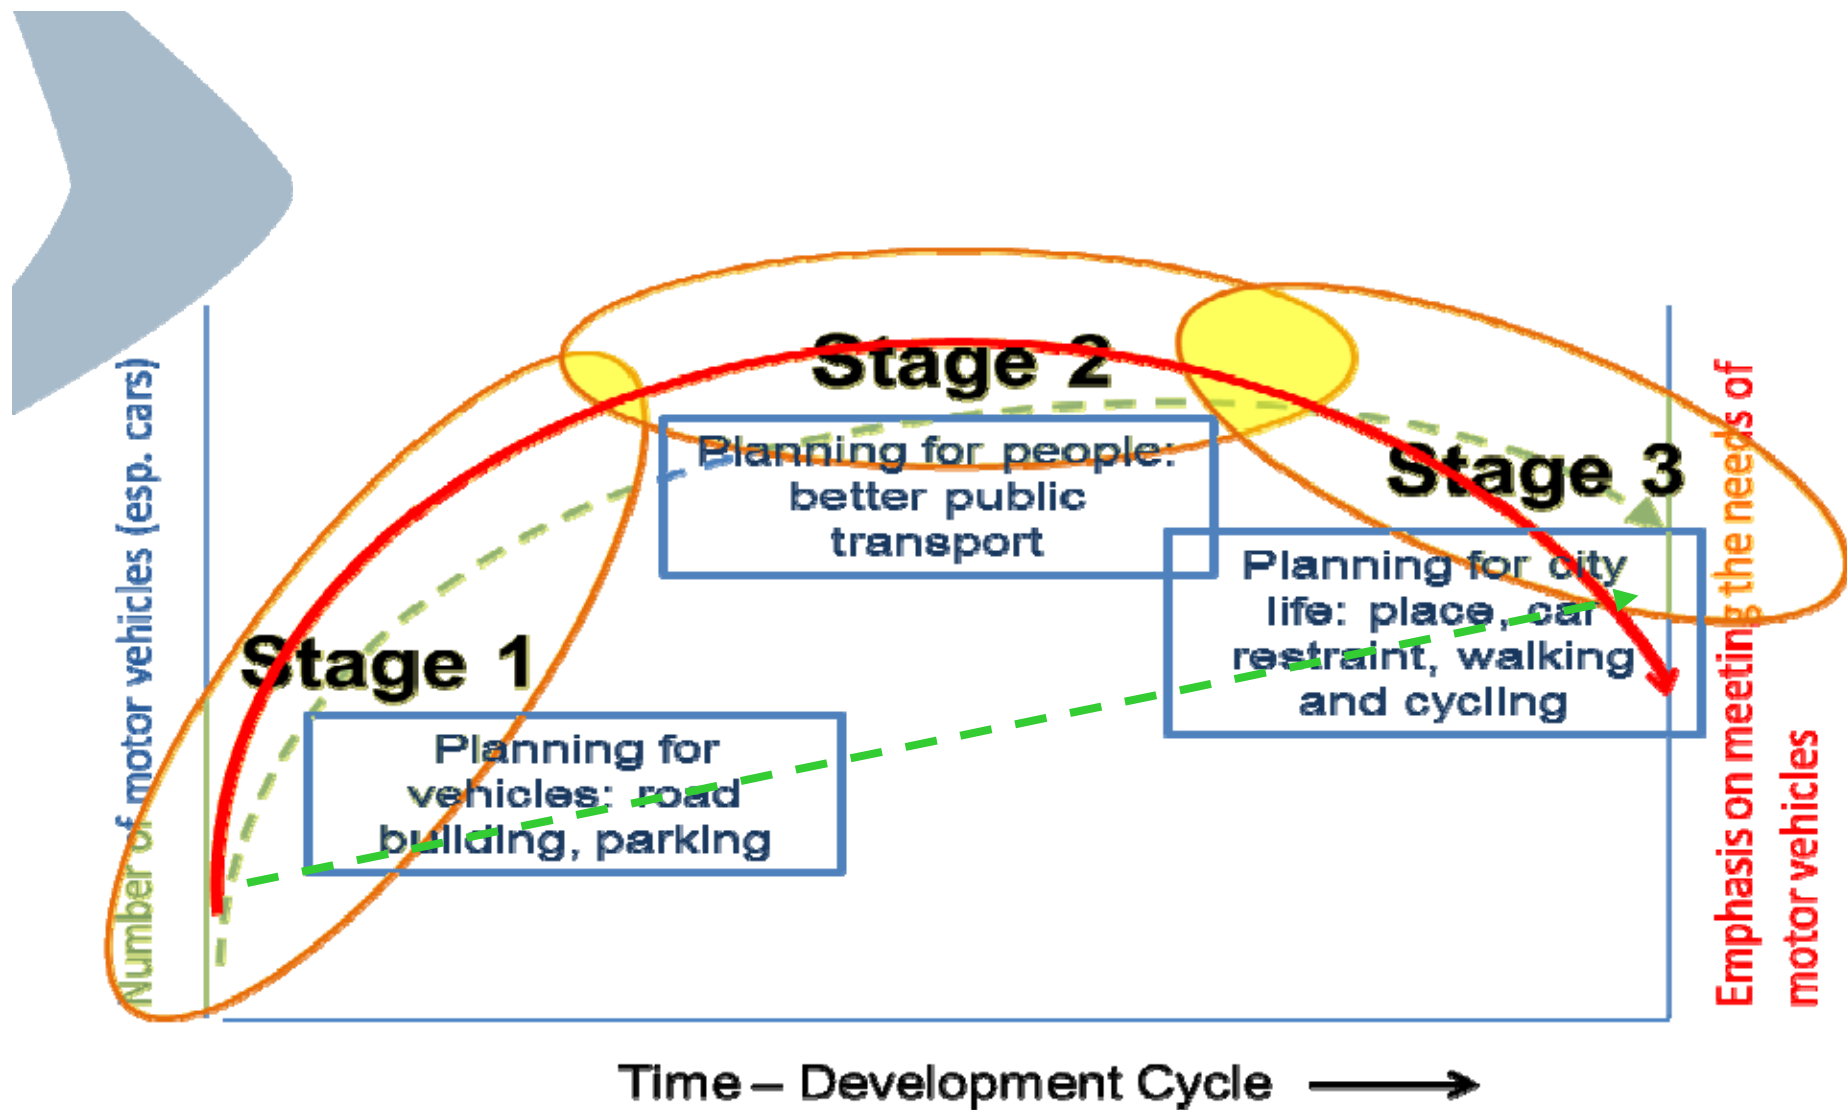 Number of motor vehicles (esp. cars)
Stage 1
Planning for
vehicles: road
building, parking
Stage 2
Planning for people:
better public
transport
Stage 3
Planning for city
life: place, car
restraint, walking
and cycling
Emphasis on meeting the needs of
motor vehicles
Time – Development Cycle